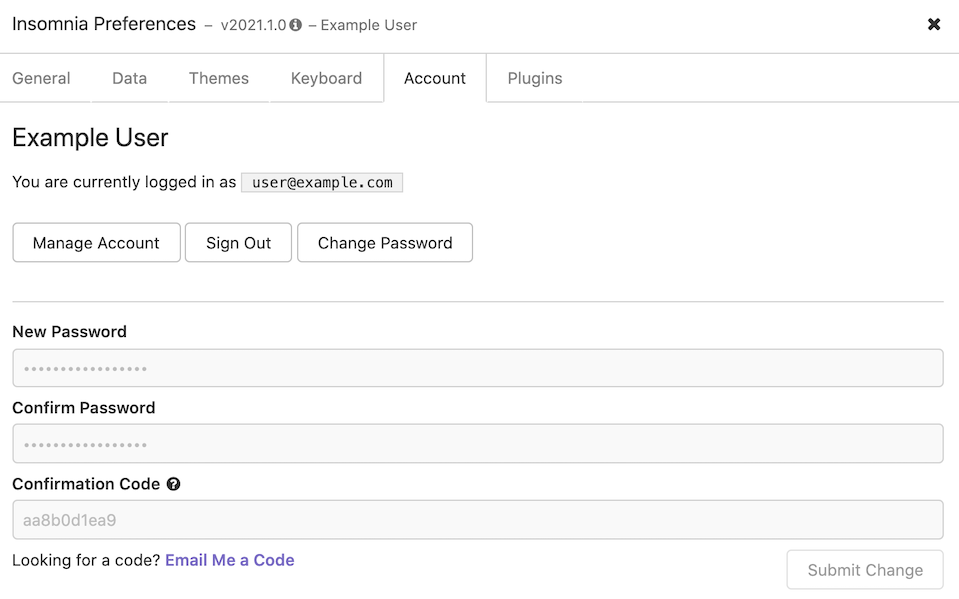 Insomnia Preferences – v2021.1.0 – Example User
General Data Themes Keyboard Account Plugins
Example User
You are currently logged in as user@example.com
Manage Account Sign Out Change Password
New Password
•••••••••••••••••
Confirm Password
•••••••••••••••••
Confirmation Code
aa8b0d1ea9
Looking for a code? Email Me a Code
Submit Change